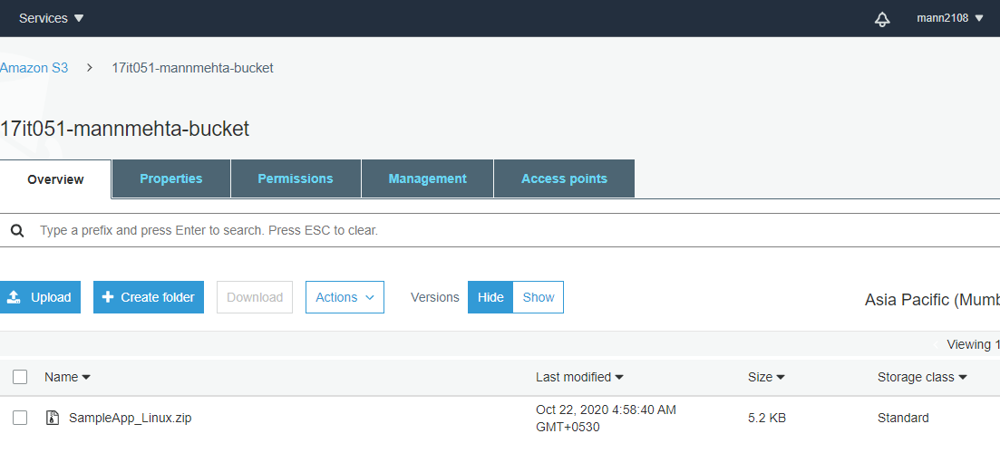 Services mann2108
Amazon S3 > 17it051-mannmehta-bucket
17it051-mannmehta-bucket
Overview Properties Permissions Management Access points
Type a prefix and press Enter to search. Press ESC to clear.
Upload Create folder Download Actions Versions Hide Show
Asia Pacific (Mumb
Viewing 1
Name Last modified Size Storage class
SampleApp_Linux.zip Oct 22, 2020 4:58:40 AM 5.2 KB Standard
GMT+0530